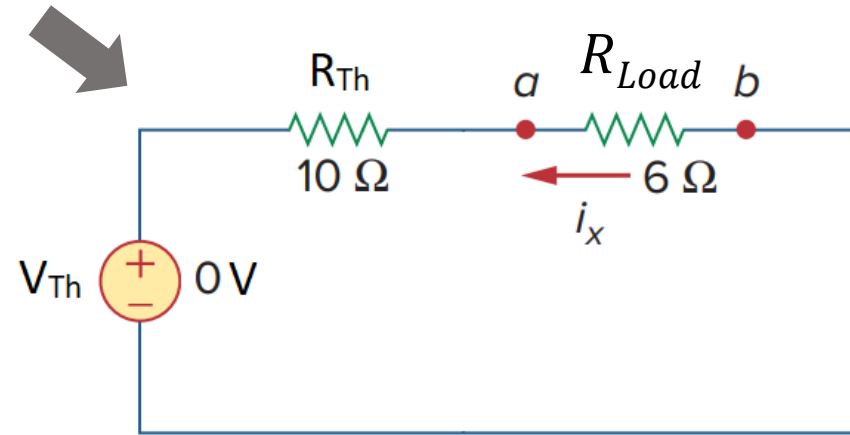 R_Th
a
R_Load
b
10 Ω
6 Ω
i_x
V_Th
+
−
0 V